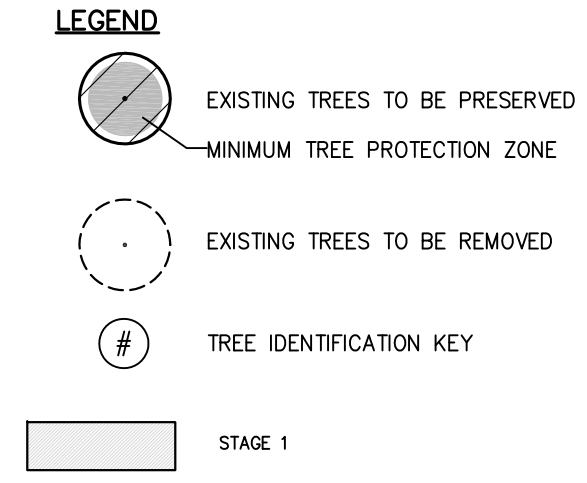 LEGEND
EXISTING TREES TO BE PRESERVED
MINIMUM TREE PROTECTION ZONE
EXISTING TREES TO BE REMOVED
# TREE IDENTIFICATION KEY
STAGE 1